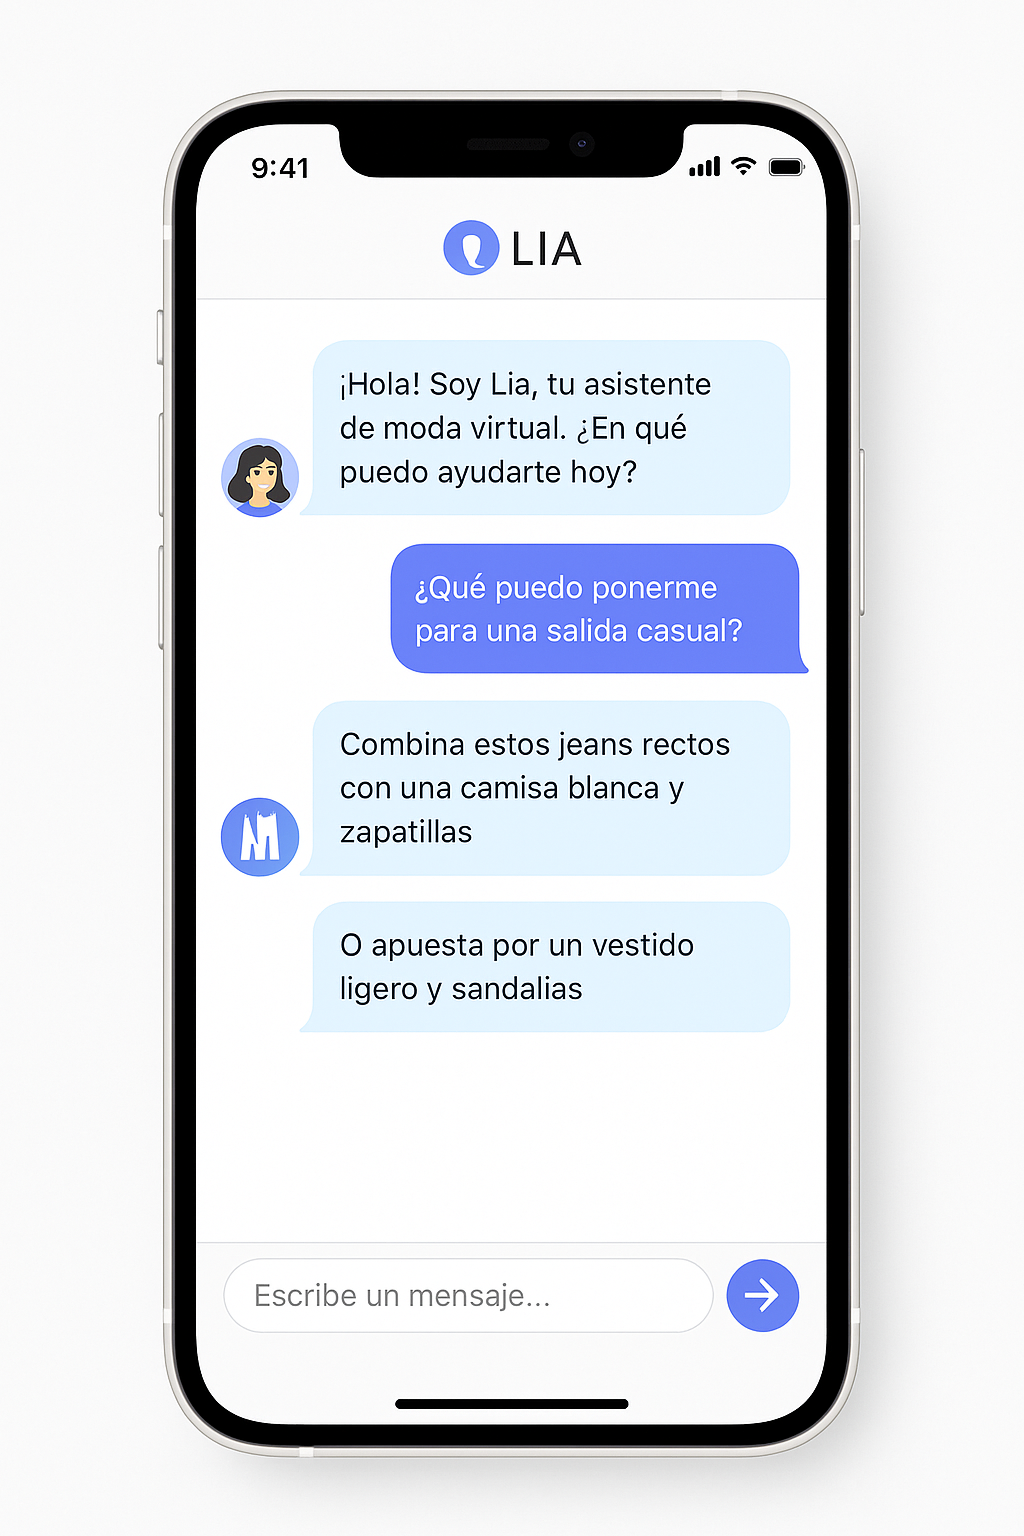 9:41
LIA
¡Hola! Soy Lia, tu asistente
de moda virtual. ¿En qué
puedo ayudarte hoy?
¿Qué puedo ponerme
para una salida casual?
Combina estos jeans rectos
con una camisa blanca y
zapatillas
O apuesta por un vestido
ligero y sandalias
Escribe un mensaje...